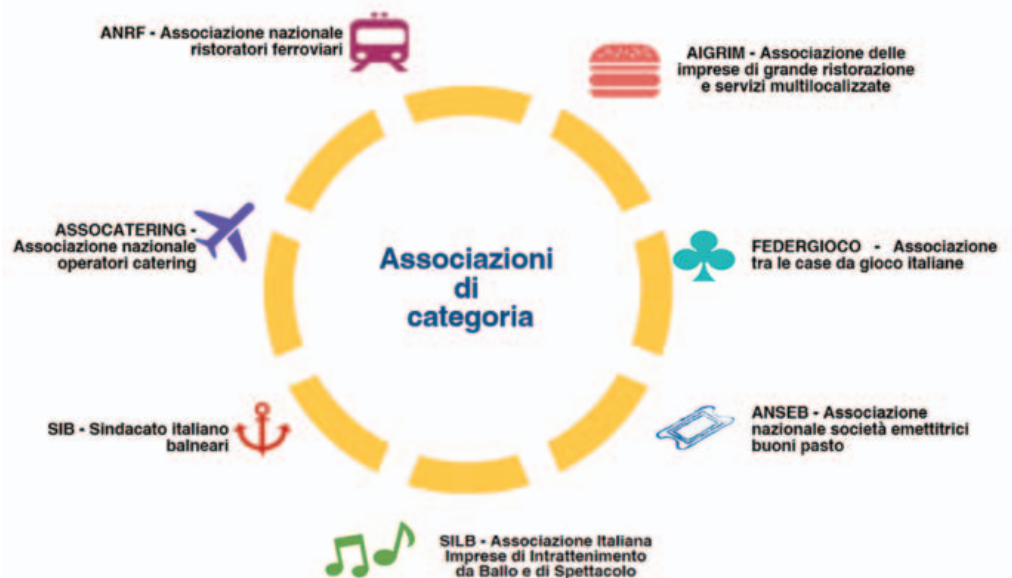 ANRF - Associazione nazionale
ristoratori ferroviari
AIGRIM - Associazione delle
imprese di grande ristorazione
e servizi multilocalizzate
ASSOCATERING -
Associazione nazionale
operatori catering
Associazioni
di
categoria
FEDERGIOCO - Associazione
tra le case da gioco italiane
SIB - Sindacato italiano
balneari
ANSEB - Associazione
nazionale società emettitrici
buoni pasto
SILB - Associazione Italiana
Imprese di Intrattenimento
da Ballo e di Spettacolo